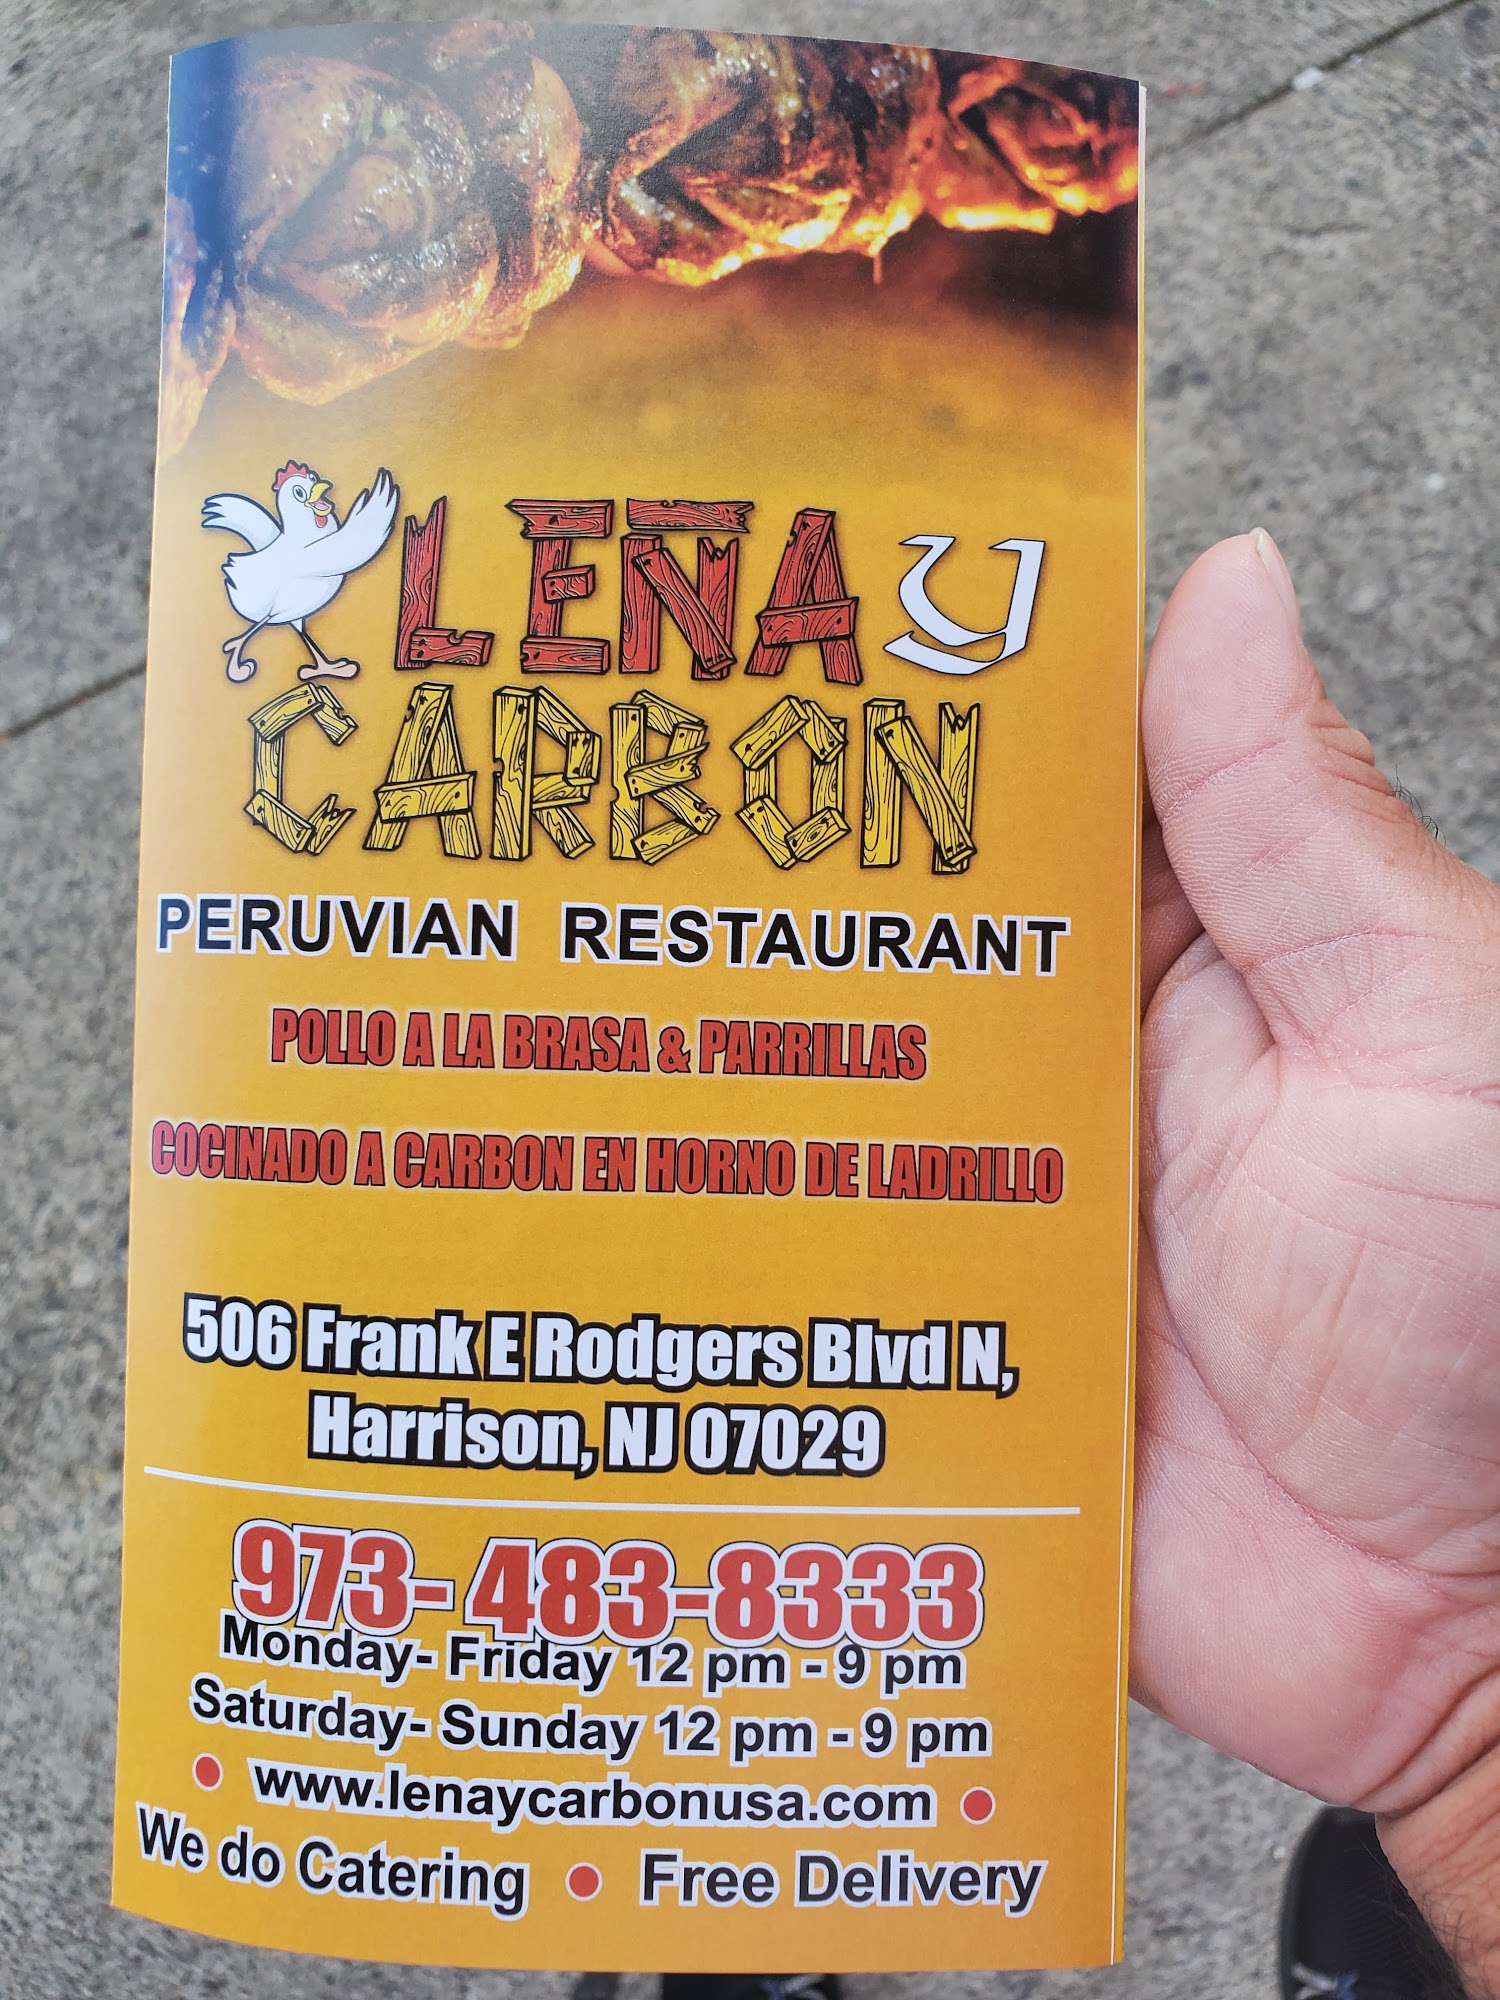 LEÑA Y
CARBON
PERUVIAN RESTAURANT
POLLO A LA BRASA & PARRILLAS
COCINADO A CARBON EN HORNO DE LADRILLO
506 Frank E Rodgers Blvd N,
Harrison, NJ 07029
973- 483-8333
Monday- Friday 12 pm - 9 pm
Saturday- Sunday 12 pm - 9 pm
• www.lenaycarbonusa.com •
We do Catering • Free Delivery